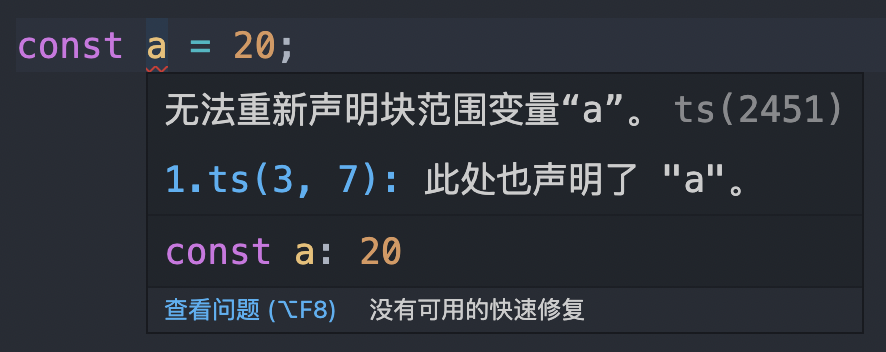 const a = 20;
无法重新声明块范围变量“a”。 ts(2451)
1.ts(3, 7): 此处也声明了 "a"。
const a: 20
查看问题 (⌥F8) 没有可用的快速修复